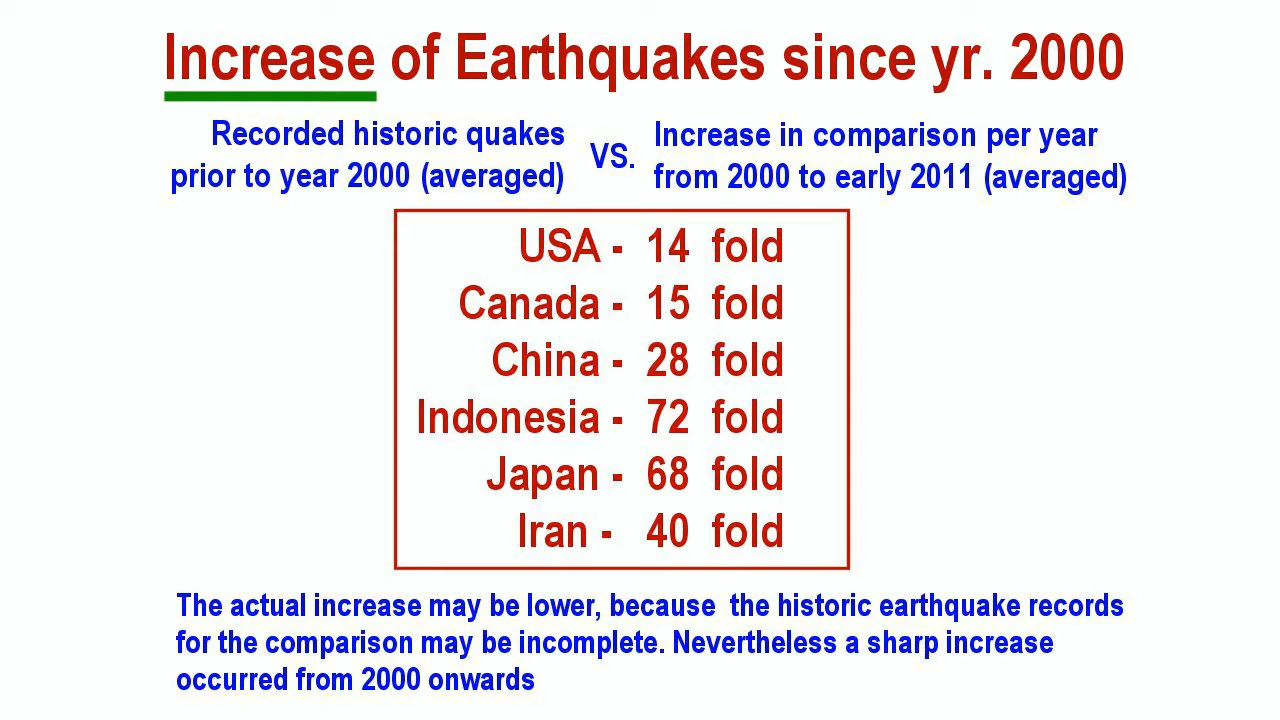 Increase of Earthquakes since yr. 2000
Recorded historic quakes
prior to year 2000 (averaged)
VS.
Increase in comparison per year
from 2000 to early 2011 (averaged)
USA - 14 fold
Canada - 15 fold
China - 28 fold
Indonesia - 72 fold
Japan - 68 fold
Iran - 40 fold
The actual increase may be lower, because the historic earthquake records
for the comparison may be incomplete. Nevertheless a sharp increase
occurred from 2000 onwards